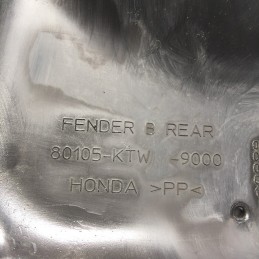 FENDER B REAR
80105-KTW -9000
HONDA >PP<